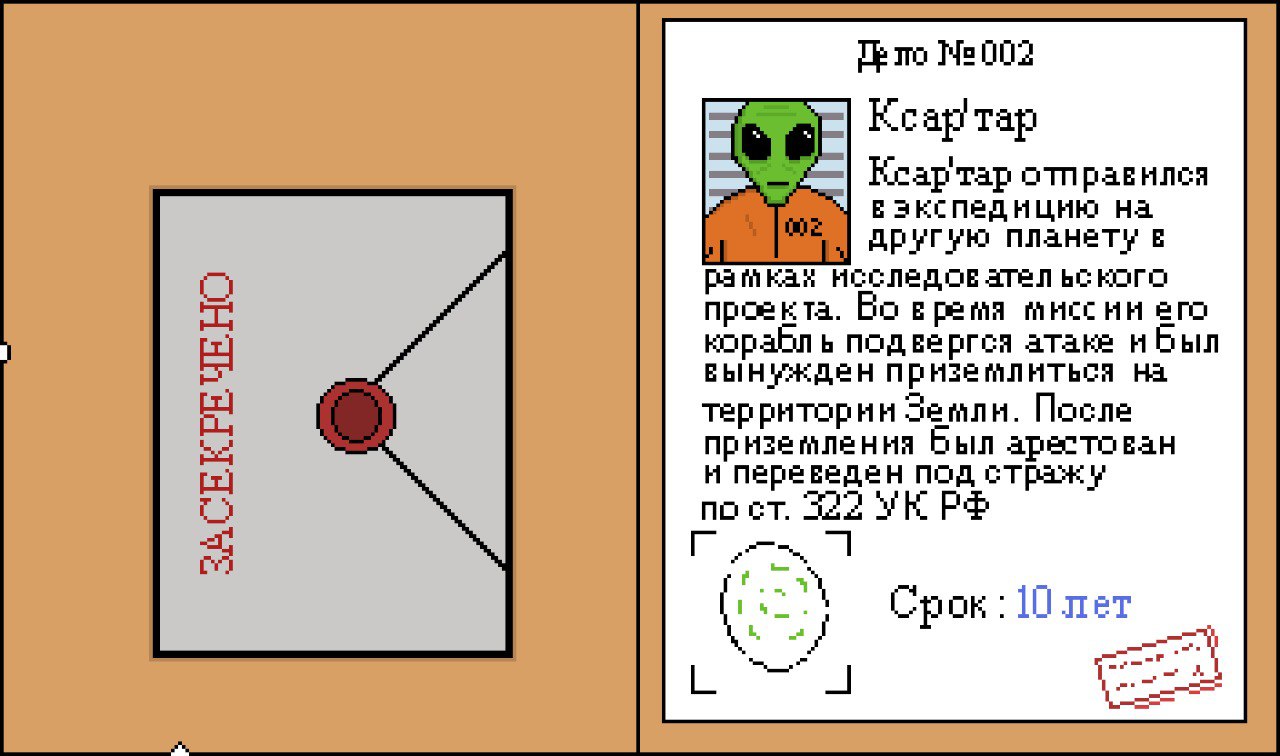 ЗАСЕКРЕЧЕНО
Дело №002
Ксар'тар
002
Ксар'тар отправился
в экспедицию на
другую планету в
рамках исследовательского
проекта. Во время миссии его
корабль подвергся атаке и был
вынужден приземлиться на
территории Земли. После
приземления был арестован
и переведен под стражу
по ст. 322 УК РФ
Срок: 10 лет